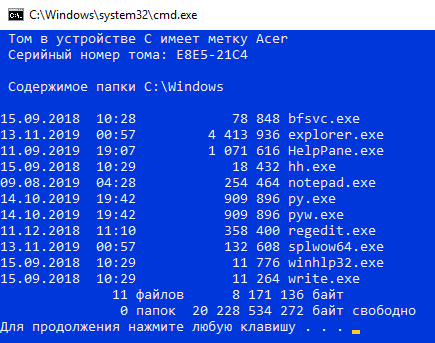 C:\Windows\system32\cmd.exe
Том в устройстве C имеет метку Acer
Серийный номер тома: E8E5-21C4
Содержимое папки C:\Windows
15.09.2018 10:28 78 848 bfsvc.exe
13.11.2019 00:57 4 413 936 explorer.exe
11.09.2019 19:07 1 071 616 HelpPane.exe
15.09.2018 10:29 18 432 hh.exe
09.08.2019 04:28 254 464 notepad.exe
14.10.2019 19:42 909 896 py.exe
14.10.2019 19:42 909 896 pyw.exe
11.12.2018 11:10 358 400 regedit.exe
13.11.2019 00:57 132 608 splwow64.exe
15.09.2018 10:29 11 776 winhlp32.exe
15.09.2018 10:29 11 264 write.exe
11 файлов 8 171 136 байт
0 папок 20 228 534 272 байт свободно
Для продолжения нажмите любую клавишу . . .